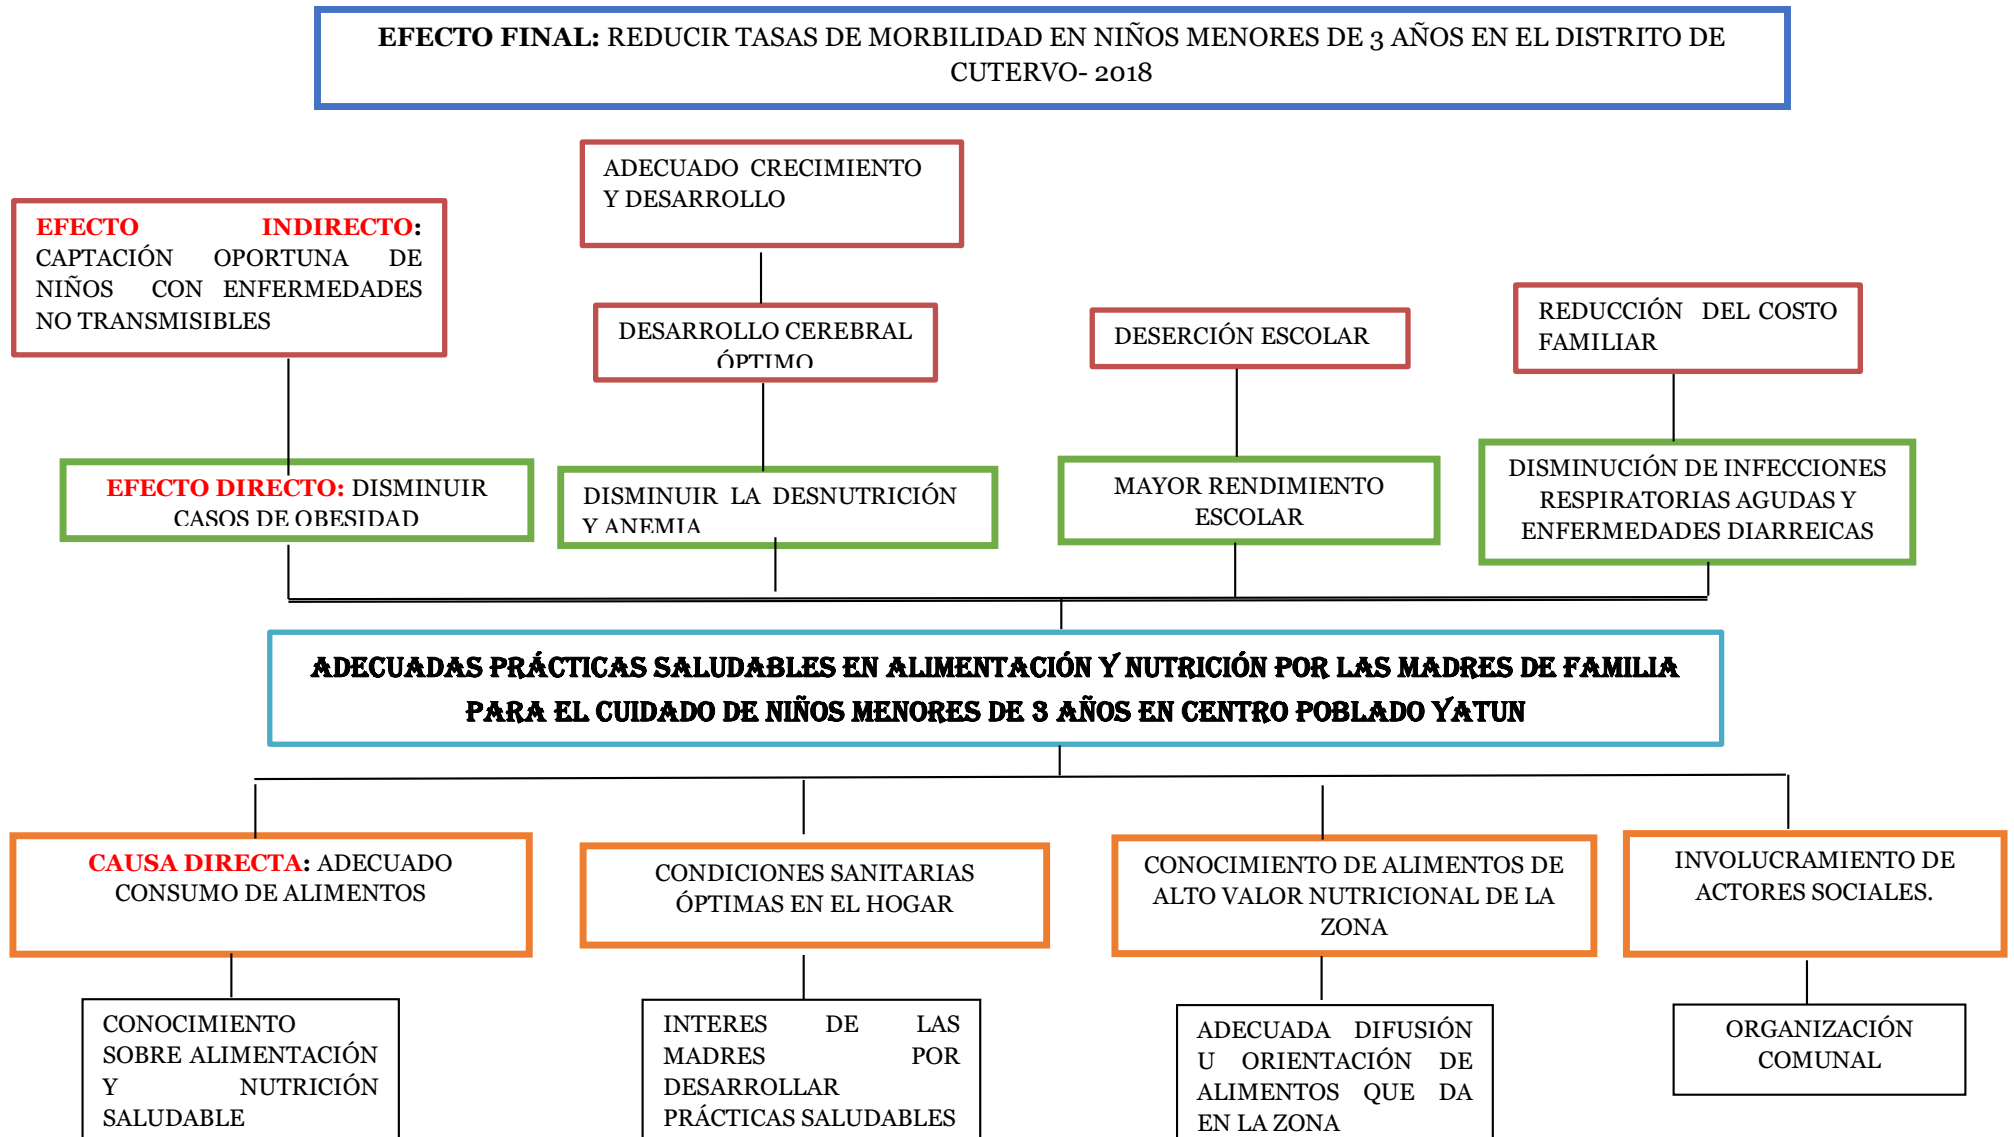 EFECTO FINAL: REDUCIR TASAS DE MORBILIDAD EN NIÑOS MENORES DE 3 AÑOS EN EL DISTRITO DE
CUTERVO- 2018
EFECTO INDIRECTO:
CAPTACIÓN OPORTUNA DE
NIÑOS CON ENFERMEDADES
NO TRANSMISIBLES
ADECUADO CRECIMIENTO
Y DESARROLLO
DESARROLLO CEREBRAL
ÓPTIMO
DESERCIÓN ESCOLAR
REDUCCIÓN DEL COSTO
FAMILIAR
EFECTO DIRECTO: DISMINUIR
CASOS DE OBESIDAD
DISMINUIR LA DESNUTRICIÓN
Y ANEMIA
MAYOR RENDIMIENTO
ESCOLAR
DISMINUCIÓN DE INFECCIONES
RESPIRATORIAS AGUDAS Y
ENFERMEDADES DIARREICAS
ADECUADAS PRÁCTICAS SALUDABLES EN ALIMENTACIÓN Y NUTRICIÓN POR LAS MADRES DE FAMILIA
PARA EL CUIDADO DE NIÑOS MENORES DE 3 AÑOS EN CENTRO POBLADO YATUN
CAUSA DIRECTA: ADECUADO
CONSUMO DE ALIMENTOS
CONDICIONES SANITARIAS
ÓPTIMAS EN EL HOGAR
CONOCIMIENTO DE ALIMENTOS DE
ALTO VALOR NUTRICIONAL DE LA
ZONA
INVOLUCRAMIENTO DE
ACTORES SOCIALES.
CONOCIMIENTO
SOBRE ALIMENTACIÓN
Y NUTRICIÓN
SALUDABLE
INTERES DE LAS
MADRES POR
DESARROLLAR
PRÁCTICAS SALUDABLES
ADECUADA DIFUSIÓN
U ORIENTACIÓN DE
ALIMENTOS QUE DA
EN LA ZONA
ORGANIZACIÓN
COMUNAL